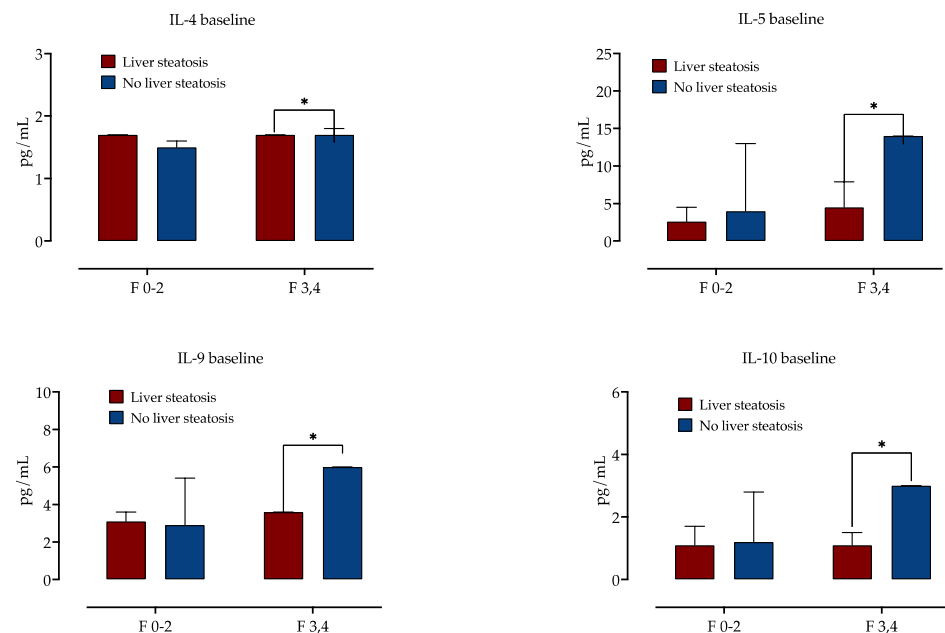 IL-4 baseline
3
2
1
0
pg/mL
Liver steatosis
No liver steatosis
*
F 0-2
F 3,4
IL-5 baseline
25
20
15
10
5
0
pg/mL
Liver steatosis
No liver steatosis
*
F 0-2
F 3,4
IL-9 baseline
10
8
6
4
2
0
pg/mL
Liver steatosis
No liver steatosis
*
F 0-2
F 3,4
IL-10 baseline
6
4
2
0
pg/mL
Liver steatosis
No liver steatosis
*
F 0-2
F 3,4